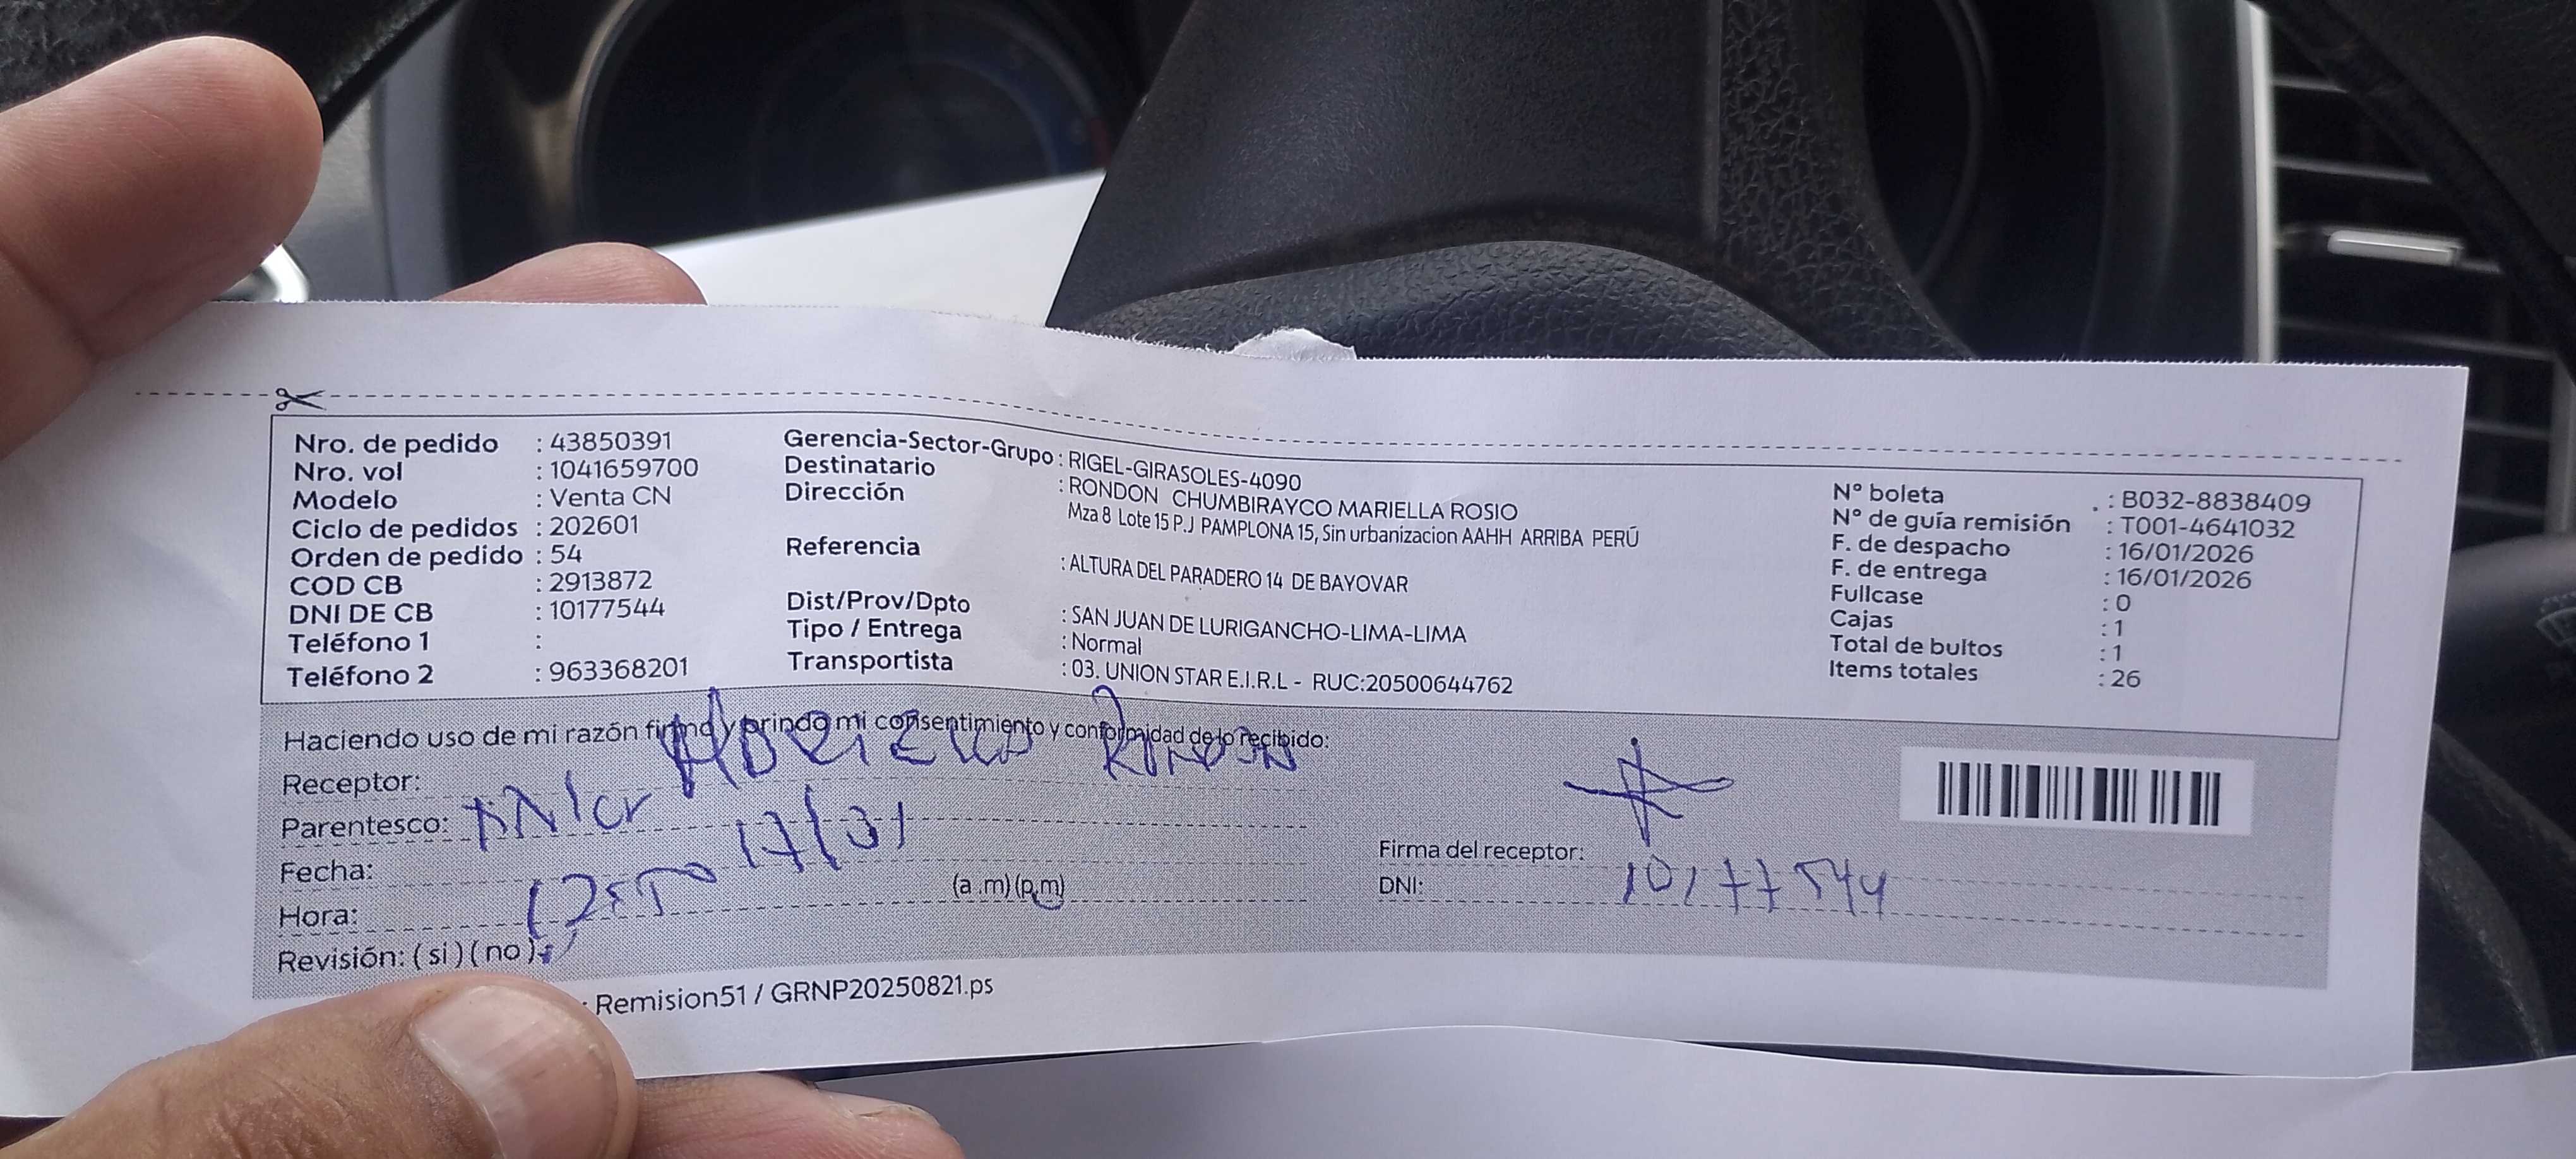 Nro. de pedido : 43850391
Nro. vol : 1041659700
Modelo : Venta CN
Ciclo de pedidos : 202601
Orden de pedido : 54
COD CB : 2913872
DNI DE CB : 10177544
Teléfono 1 :
Teléfono 2 : 963368201
Gerencia-Sector-Grupo : RIGEL-GIRASOLES-4090
Destinatario : RONDON CHUMBIRAYCO MARIELLA ROSIO
Dirección : Mza 8 Lote 15 P.J PAMPLONA 15, Sin urbanizacion AAHH ARRIBA PERÚ
Referencia : ALTURA DEL PARADERO 14 DE BAYOVAR
Dist/Prov/Dpto : SAN JUAN DE LURIGANCHO-LIMA-LIMA
Tipo / Entrega : Normal
Transportista : 03. UNION STAR E.I.R.L - RUC:20500644762
N° boleta : B032-8838409
N° de guía remisión : T001-4641032
F. de despacho : 16/01/2026
F. de entrega : 16/01/2026
Fullcase : 0
Cajas : 1
Total de bultos : 1
Items totales : 26
Haciendo uso de mi razón firmo y brindo mi consentimiento y conformidad de lo recibido:
Receptor: Rondon
Parentesco:
Fecha: 17/01
Hora: (a.m)(p.m)
Revisión: (si)(no)
Firma del receptor:
DNI: 10177544
Remision51 / GRNP20250821.ps